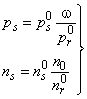 p_s = p_s^0 ω/p_r^0
n_s = n_s^0 n_0/n_r^0 }